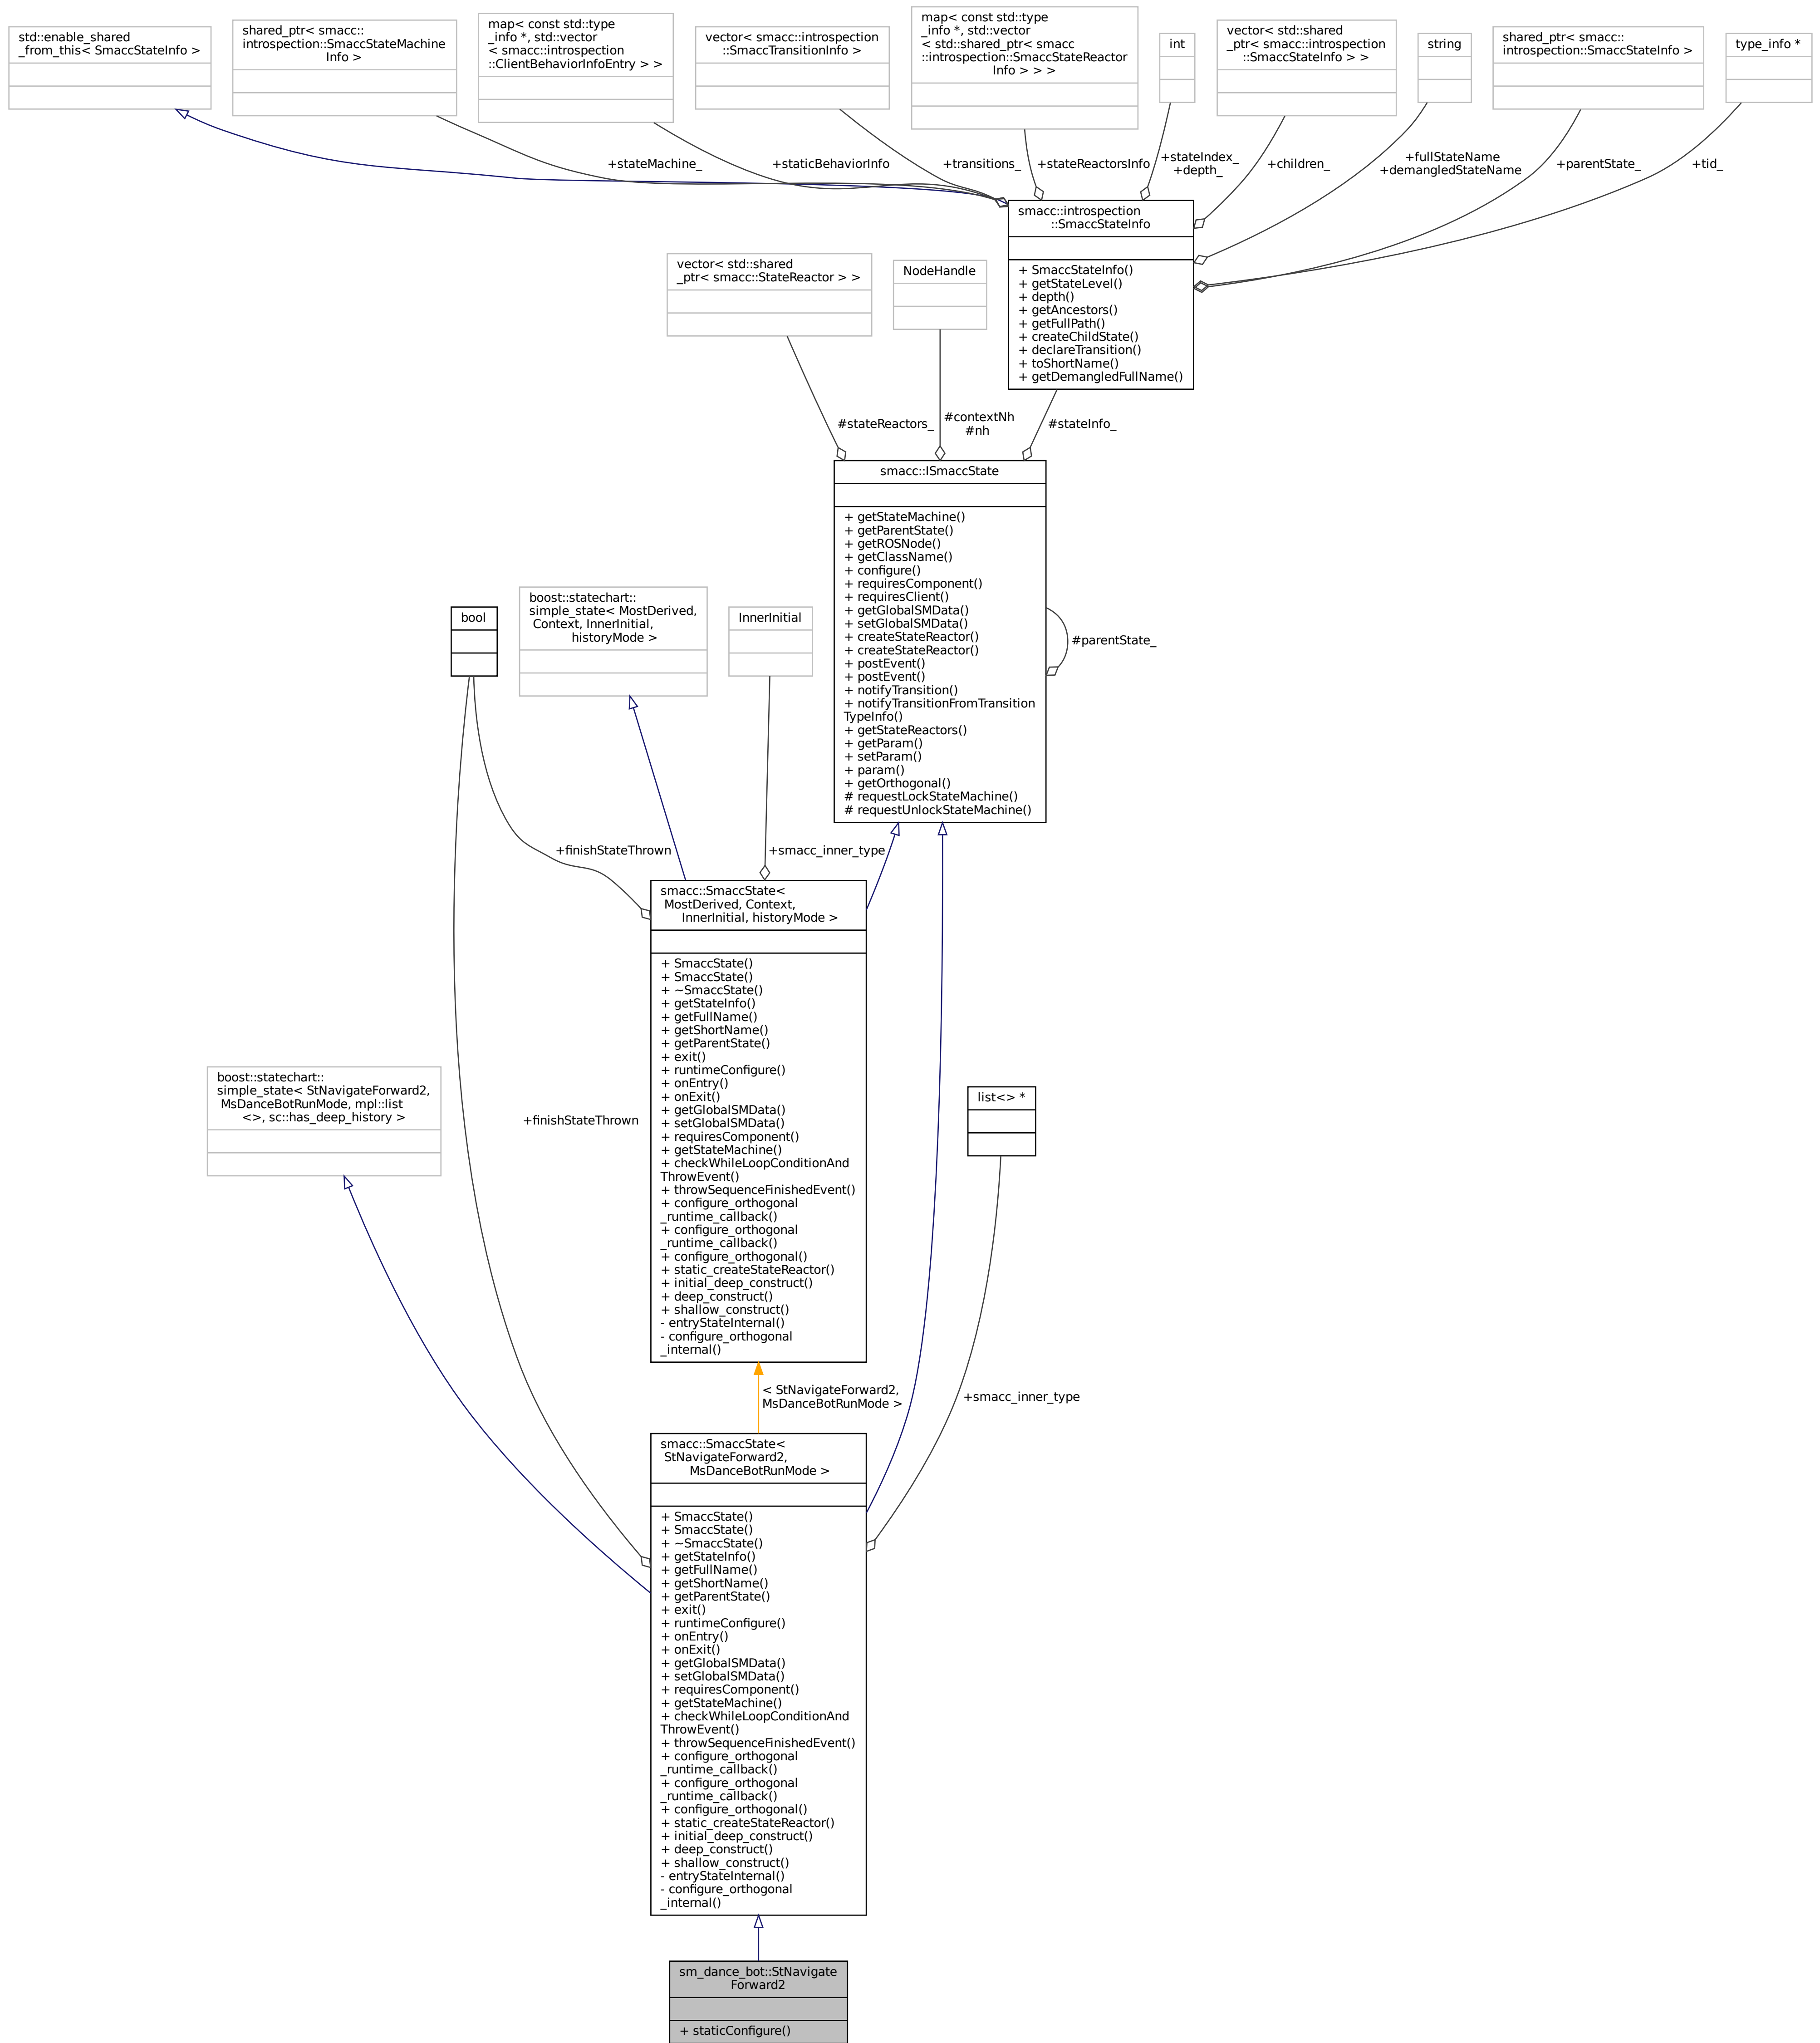 std::enable_shared
_from_this< SmaccStateInfo >
shared_ptr< smacc::
introspection::SmaccStateMachine
Info >
map< const std::type
_info *, std::vector
< smacc::introspection
::ClientBehaviorInfoEntry > >
vector< smacc::introspection
::SmaccTransitionInfo >
map< const std::type
_info *, std::vector
< std::shared_ptr< smacc
::introspection::SmaccStateReactor
Info > > >
int
vector< std::shared
_ptr< smacc::introspection
::SmaccStateInfo > >
string
shared_ptr< smacc::
introspection::SmaccStateInfo >
type_info *
+stateMachine_
+staticBehaviorInfo
+transitions_
+stateReactorsInfo
+stateIndex_
+depth_
+children_
+fullStateName
+demangledStateName
+parentState_
+tid_
smacc::introspection
::SmaccStateInfo
+ SmaccStateInfo()
+ getStateLevel()
+ depth()
+ getAncestors()
+ getFullPath()
+ createChildState()
+ declareTransition()
+ toShortName()
+ getDemangledFullName()
vector< std::shared
_ptr< smacc::StateReactor > >
NodeHandle
#stateReactors_
#contextNh
#nh
#stateInfo_
smacc::ISmaccState
+ getStateMachine()
+ getParentState()
+ getROSNode()
+ getClassName()
+ configure()
+ requiresComponent()
+ requiresClient()
+ getGlobalSMData()
+ setGlobalSMData()
+ createStateReactor()
+ createStateReactor()
+ postEvent()
+ postEvent()
+ notifyTransition()
+ notifyTransitionFromTransition
TypeInfo()
+ getStateReactors()
+ getParam()
+ setParam()
+ param()
+ getOrthogonal()
# requestLockStateMachine()
# requestUnlockStateMachine()
#parentState_
bool
boost::statechart::
simple_state< MostDerived,
Context, InnerInitial,
historyMode >
InnerInitial
+finishStateThrown
+smacc_inner_type
smacc::SmaccState<
MostDerived, Context,
InnerInitial, historyMode >
+ SmaccState()
+ SmaccState()
+ ~SmaccState()
+ getStateInfo()
+ getFullName()
+ getShortName()
+ getParentState()
+ exit()
+ runtimeConfigure()
+ onEntry()
+ onExit()
+ getGlobalSMData()
+ setGlobalSMData()
+ requiresComponent()
+ getStateMachine()
+ checkWhileLoopConditionAnd
ThrowEvent()
+ throwSequenceFinishedEvent()
+ configure_orthogonal
_runtime_callback()
+ configure_orthogonal
_runtime_callback()
+ configure_orthogonal()
+ static_createStateReactor()
+ initial_deep_construct()
+ deep_construct()
+ shallow_construct()
- entryStateInternal()
- configure_orthogonal
_internal()
boost::statechart::
simple_state< StNavigateForward2,
MsDanceBotRunMode, mpl::list
<>, sc::has_deep_history >
+finishStateThrown
list<> *
< StNavigateForward2,
MsDanceBotRunMode >
+smacc_inner_type
smacc::SmaccState<
StNavigateForward2,
MsDanceBotRunMode >
+ SmaccState()
+ SmaccState()
+ ~SmaccState()
+ getStateInfo()
+ getFullName()
+ getShortName()
+ getParentState()
+ exit()
+ runtimeConfigure()
+ onEntry()
+ onExit()
+ getGlobalSMData()
+ setGlobalSMData()
+ requiresComponent()
+ getStateMachine()
+ checkWhileLoopConditionAnd
ThrowEvent()
+ throwSequenceFinishedEvent()
+ configure_orthogonal
_runtime_callback()
+ configure_orthogonal
_runtime_callback()
+ configure_orthogonal()
+ static_createStateReactor()
+ initial_deep_construct()
+ deep_construct()
+ shallow_construct()
- entryStateInternal()
- configure_orthogonal
_internal()
sm_dance_bot::StNavigate
Forward2
+ staticConfigure()